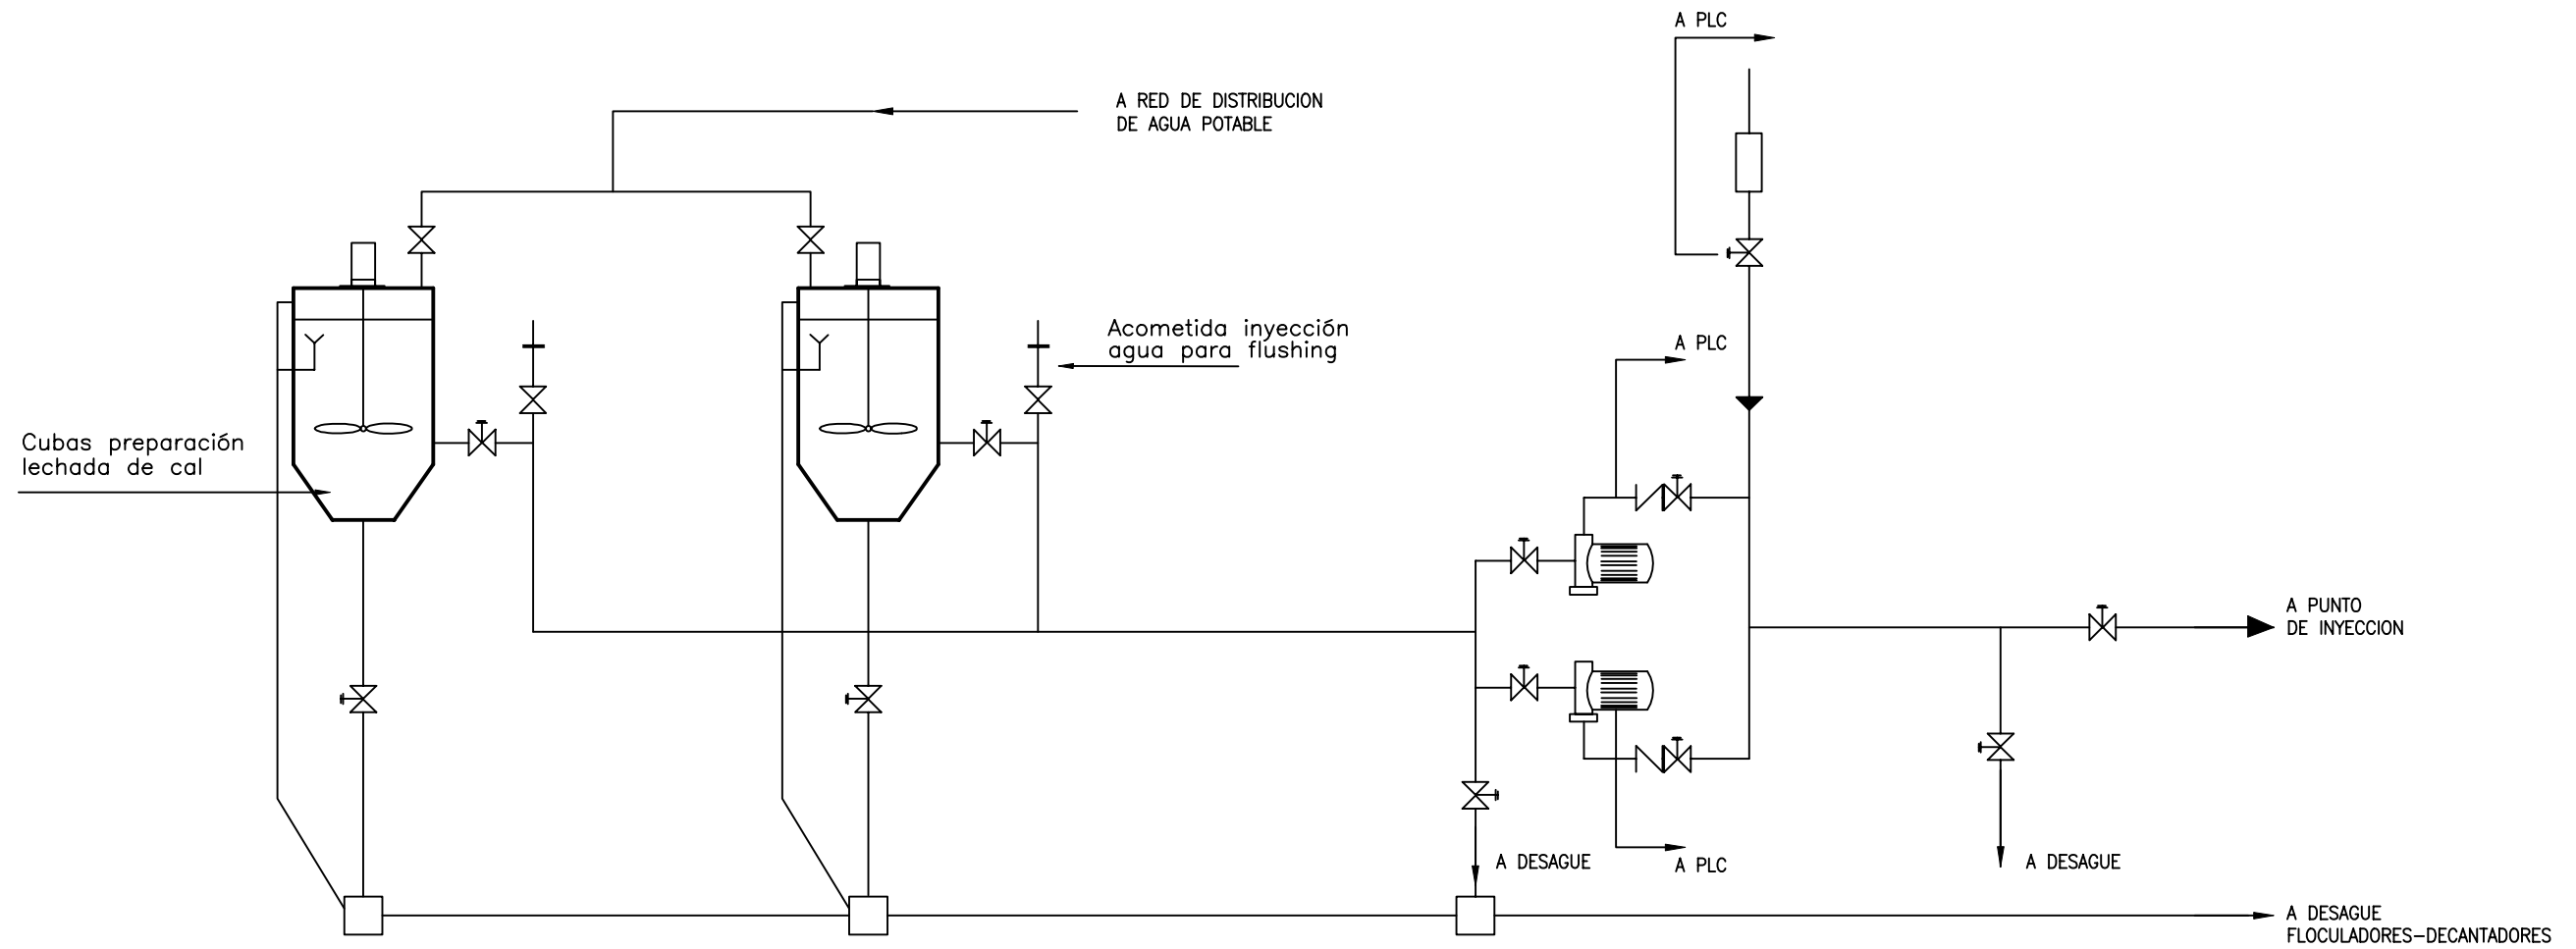 A PLC
A RED DE DISTRIBUCION
DE AGUA POTABLE
Acometida inyección
agua para flushing
A PLC
Cubas preparación
lechada de cal
A PUNTO
DE INYECCION
A DESAGUE
A PLC
A DESAGUE
A DESAGUE
FLOCULADORES-DECANTADORES